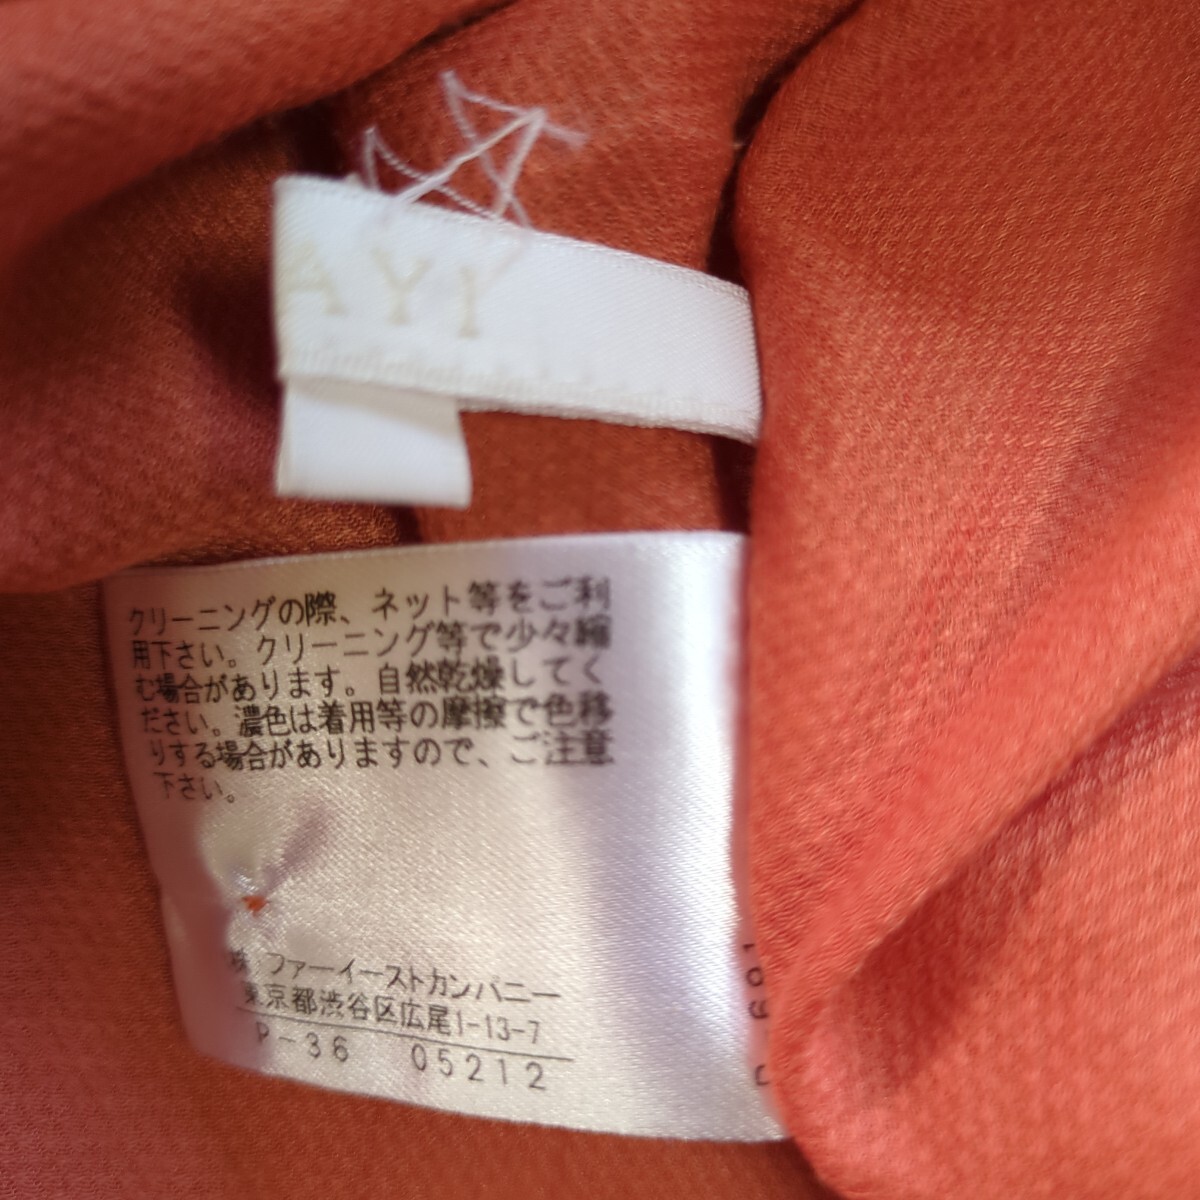 AYI
クリーニングの際、ネット等をご利
用下さい。クリーニング等で少々縮
む場合があります。自然乾燥してく
ださい。濃色は着用等の摩擦で色移
りする場合がありますので、ご注意
下さい。
株 ファーイーストカンパニー
東京都渋谷区広尾1-13-7
P-36 05212